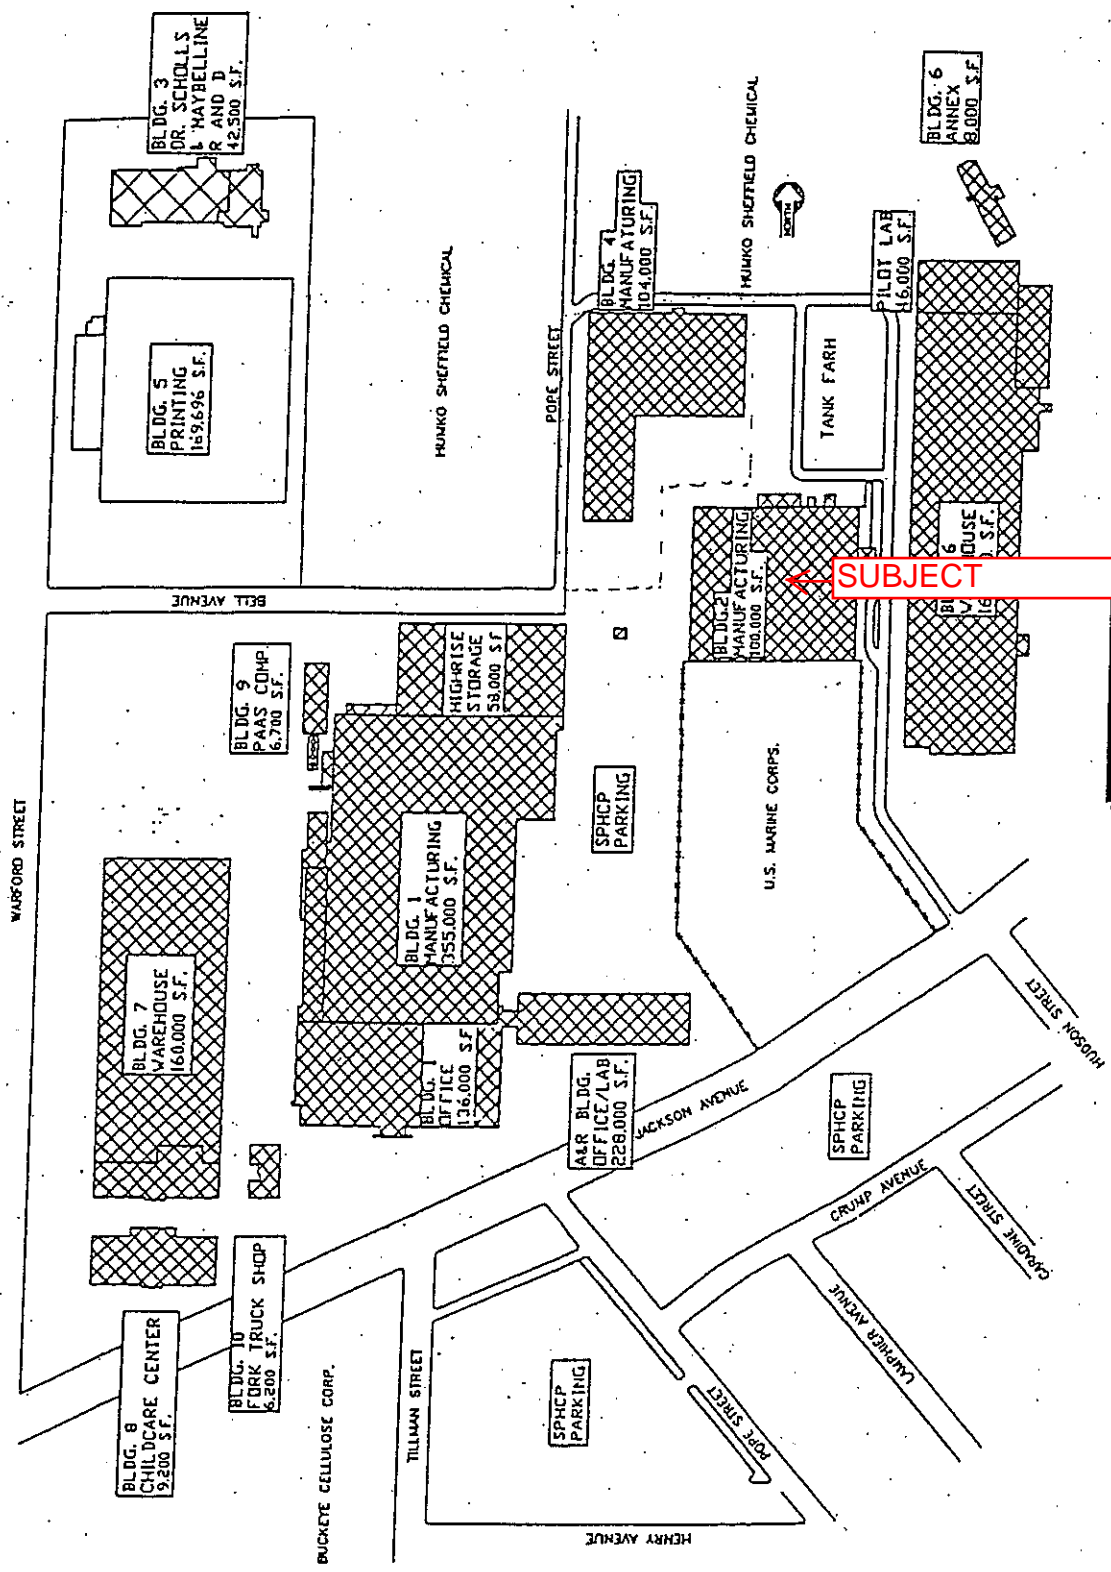 BLDG. 3
DR. SCHOLLS
& MAYBELLINE
R AND D
42,500 S.F.
BLDG. 5
PRINTING
169,696 S.F.
HUMKO SHEFFIELD CHEMICAL
POPE STREET
BLDG. 4
MANUFATURING
104,000 S.F.
HUMKO SHEFFIELD CHEMICAL
NORTH
BLDG. 6
ANNEX
8,000 S.F.
PILOT LAB
16,000 S.F.
TANK FARM
BELL AVENUE
WARFORD STREET
BLDG. 9
PAAS COMP.
6,700 S.F.
HIGHRISE
STORAGE
58,000 SF
BLDG.2
MANUFACTURING
100,000 S.F.
SUBJECT
6
OUSE
S.F.
BLDG. 7
WAREHOUSE
160,000 S.F.
BLDG. 1
MANUFACTURING
355,000 S.F.
SPHCP
PARKING
U.S. MARINE CORPS.
BLDG. 1
OFFICE
136,000 S.F
A&R BLDG.
OFFICE/LAB
228,000 S.F.
JACKSON AVENUE
SPHCP
PARKING
HUDSON STREET
CRUMP AVENUE
CARADINE STREET
LAMPHIER AVENUE
BLDG. 8
CHILDCARE CENTER
9,200 S.F.
BLDG. 10
FORK TRUCK SHOP
6,200 S.F.
BUCKEYE CELLULOSE CORP.
TILLMAN STREET
SPHCP
PARKING
POPE STREET
HENRY AVENUE